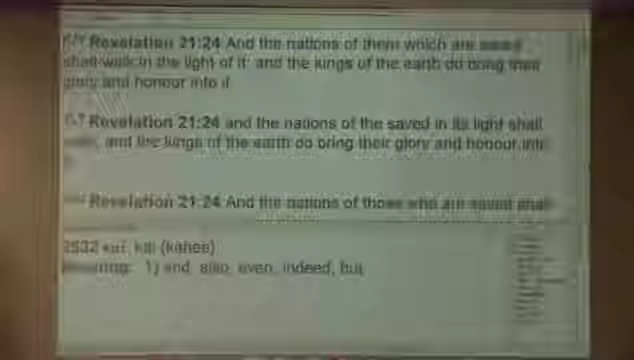 KJV Revelation 21:24 And the nations of them which are saved
shall walk in the light of it: and the kings of the earth do bring their
glory and honour into it
Revelation 21:24 and the nations of the saved in its light shall
and the kings of the earth do bring their glory and honour into
Revelation 21:24 And the nations of those who are saved shall
2532 και, kai (kahee)
Meaning: 1) and, also, even, indeed, but